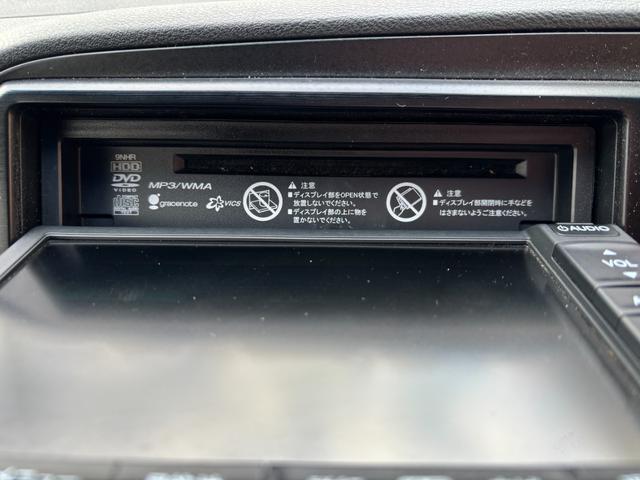 9NHR
HDD
DVD
VIDEO
MP3/WMA
disc
gracenote
VICS
⚠ 注意
■ディスプレイ部をOPEN状態で
放置しないでください。
■ディスプレイ部の上に物を
置かないでください。
⚠ 注意
■ディスプレイ部開閉時に手などを
はさまないようご注意ください。
AUDIO
VOL